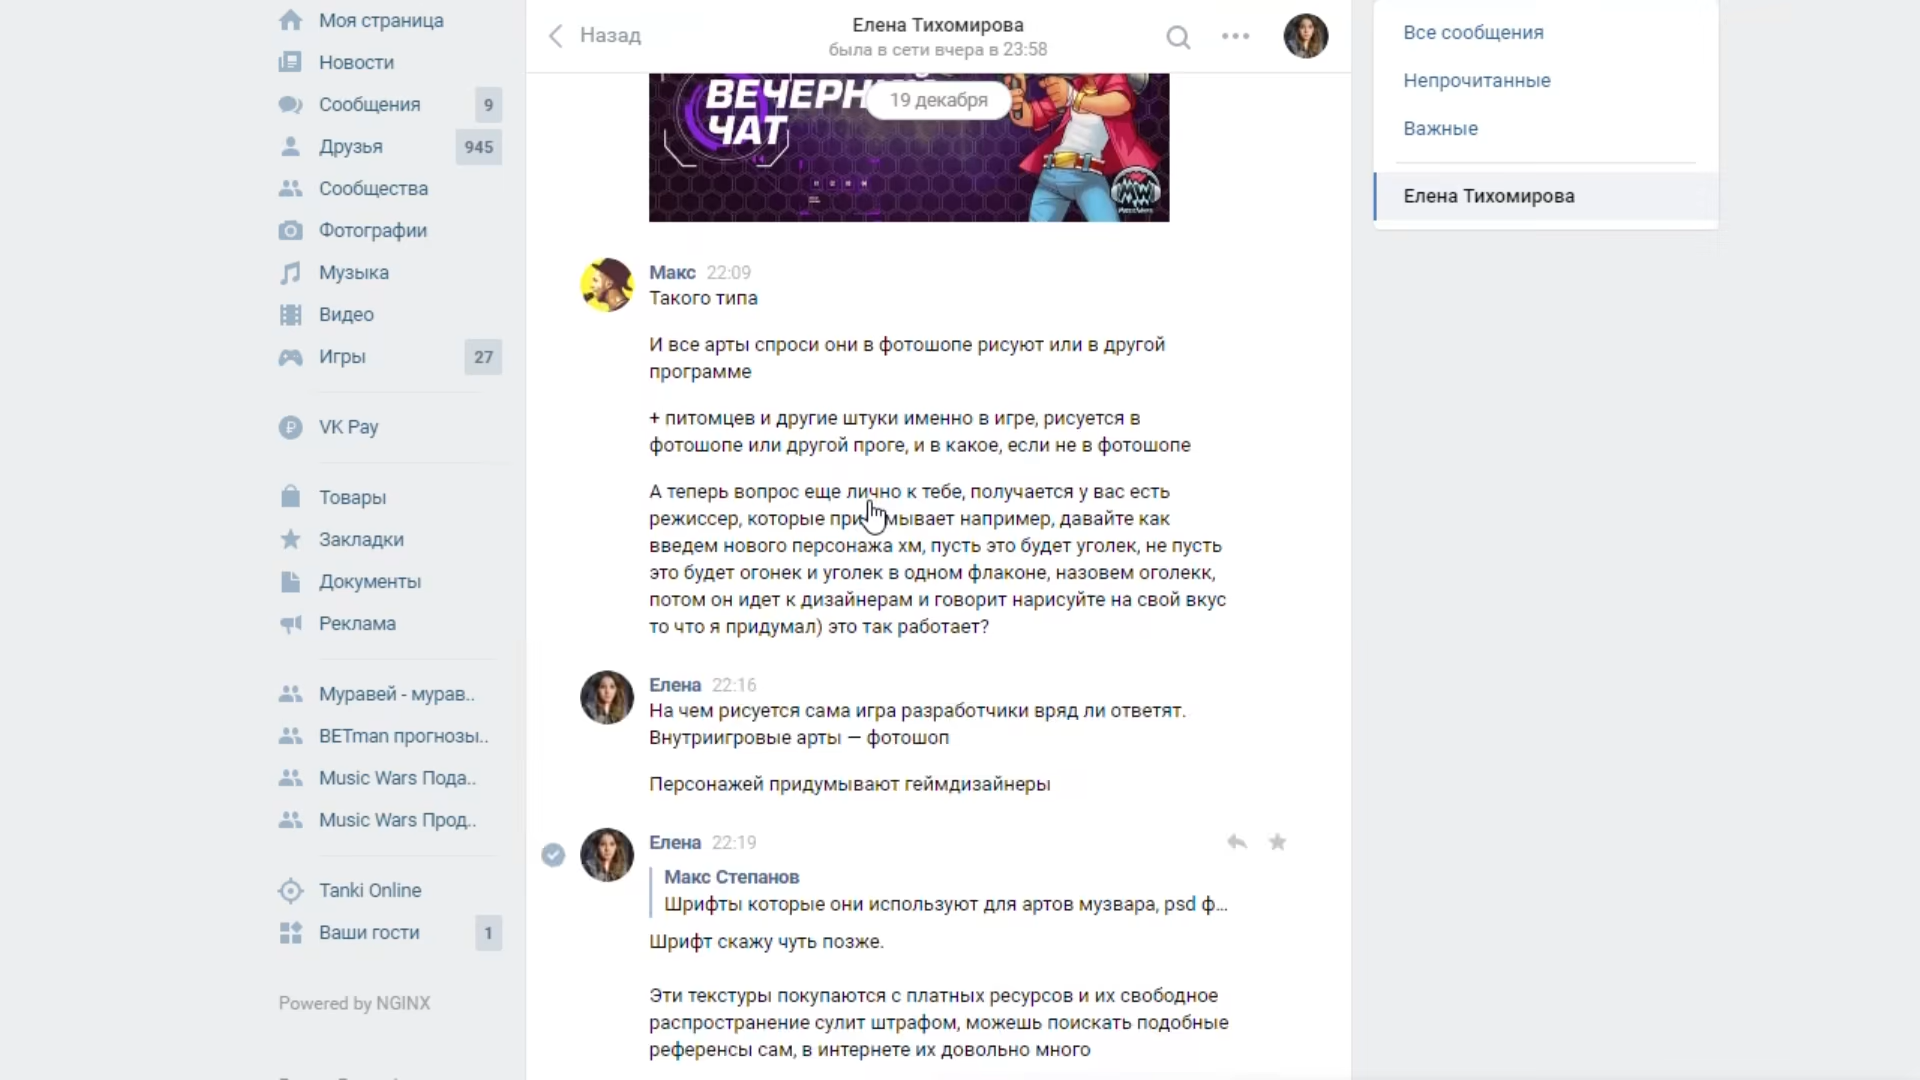 Моя страница
Новости
Сообщения 9
Друзья 945
Сообщества
Фотографии
Музыка
Видео
Игры 27
VK Pay
Товары
Закладки
Документы
Реклама
Муравей - мурав..
BETman прогнозы..
Music Wars Пода..
Music Wars Прод..
Tanki Online
Ваши гости 1
Powered by NGINX
Назад
Елена Тихомирова
была в сети вчера в 23:58
19 декабря
ЧАТ
Макс 22:09
Такого типа
И все арты спроси они в фотошопе рисуют или в другой
программе
+ питомцев и другие штуки именно в игре, рисуется в
фотошопе или другой проге, и в какое, если не в фотошопе
А теперь вопрос еще лично к тебе, получается у вас есть
режиссер, которые придумывает например, давайте как
введем нового персонажа хм, пусть это будет уголек, не пусть
это будет огонек и уголек в одном флаконе, назовем оголекк,
потом он идет к дизайнерам и говорит нарисуйте на свой вкус
то что я придумал) это так работает?
Елена 22:16
На чем рисуется сама игра разработчики вряд ли ответят.
Внутриигровые арты — фотошоп
Персонажей придумывают геймдизайнеры
Елена 22:19
Макс Степанов
Шрифты которые они используют для артов музвара, psd ф...
Шрифт скажу чуть позже.
Эти текстуры покупаются с платных ресурсов и их свободное
распространение сулит штрафом, можешь поискать подобные
референсы сам, в интернете их довольно много
Все сообщения
Непрочитанные
Важные
Елена Тихомирова